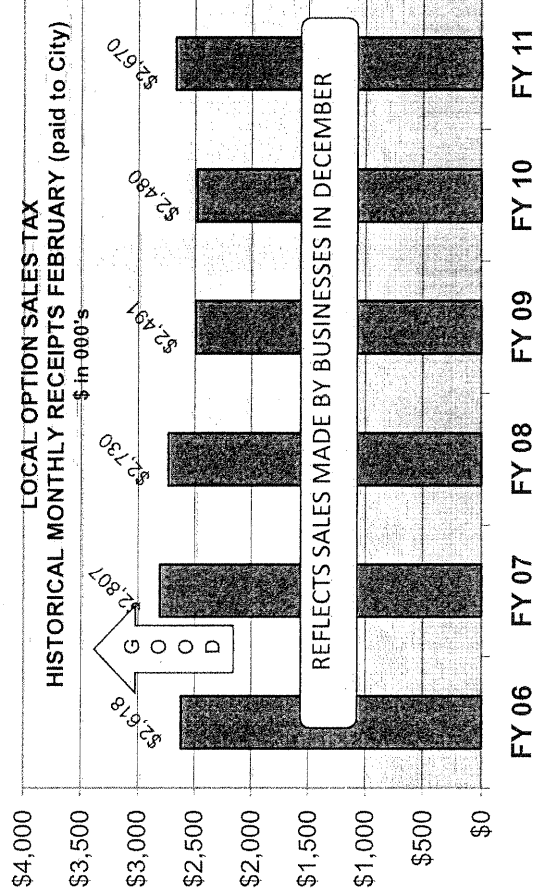 LOCAL OPTION SALES TAX
HISTORICAL MONTHLY RECEIPTS FEBRUARY (paid to City)
$ in 000's
$4,000
$3,500
$3,000
$2,500
$2,000
$1,500
$1,000
$500
$0
GOOD
$2,618
$2,807
$2,730
$2,491
$2,480
$2,670
REFLECTS SALES MADE BY BUSINESSES IN DECEMBER
FY 06
FY 07
FY 08
FY 09
FY 10
FY 11